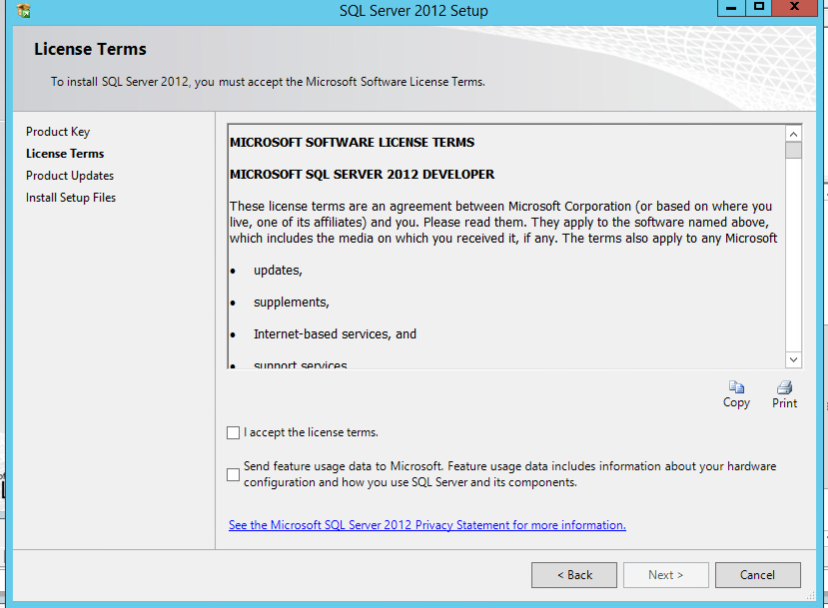 SQL Server 2012 Setup
License Terms
To install SQL Server 2012, you must accept the Microsoft Software License Terms.
Product Key
License Terms
Product Updates
Install Setup Files
MICROSOFT SOFTWARE LICENSE TERMS
MICROSOFT SQL SERVER 2012 DEVELOPER
These license terms are an agreement between Microsoft Corporation (or based on where you
live, one of its affiliates) and you. Please read them. They apply to the software named above,
which includes the media on which you received it, if any. The terms also apply to any Microsoft
• updates,
• supplements,
• Internet-based services, and
• support services
Copy
Print
I accept the license terms.
Send feature usage data to Microsoft. Feature usage data includes information about your hardware
configuration and how you use SQL Server and its components.
See the Microsoft SQL Server 2012 Privacy Statement for more information.
< Back
Next >
Cancel